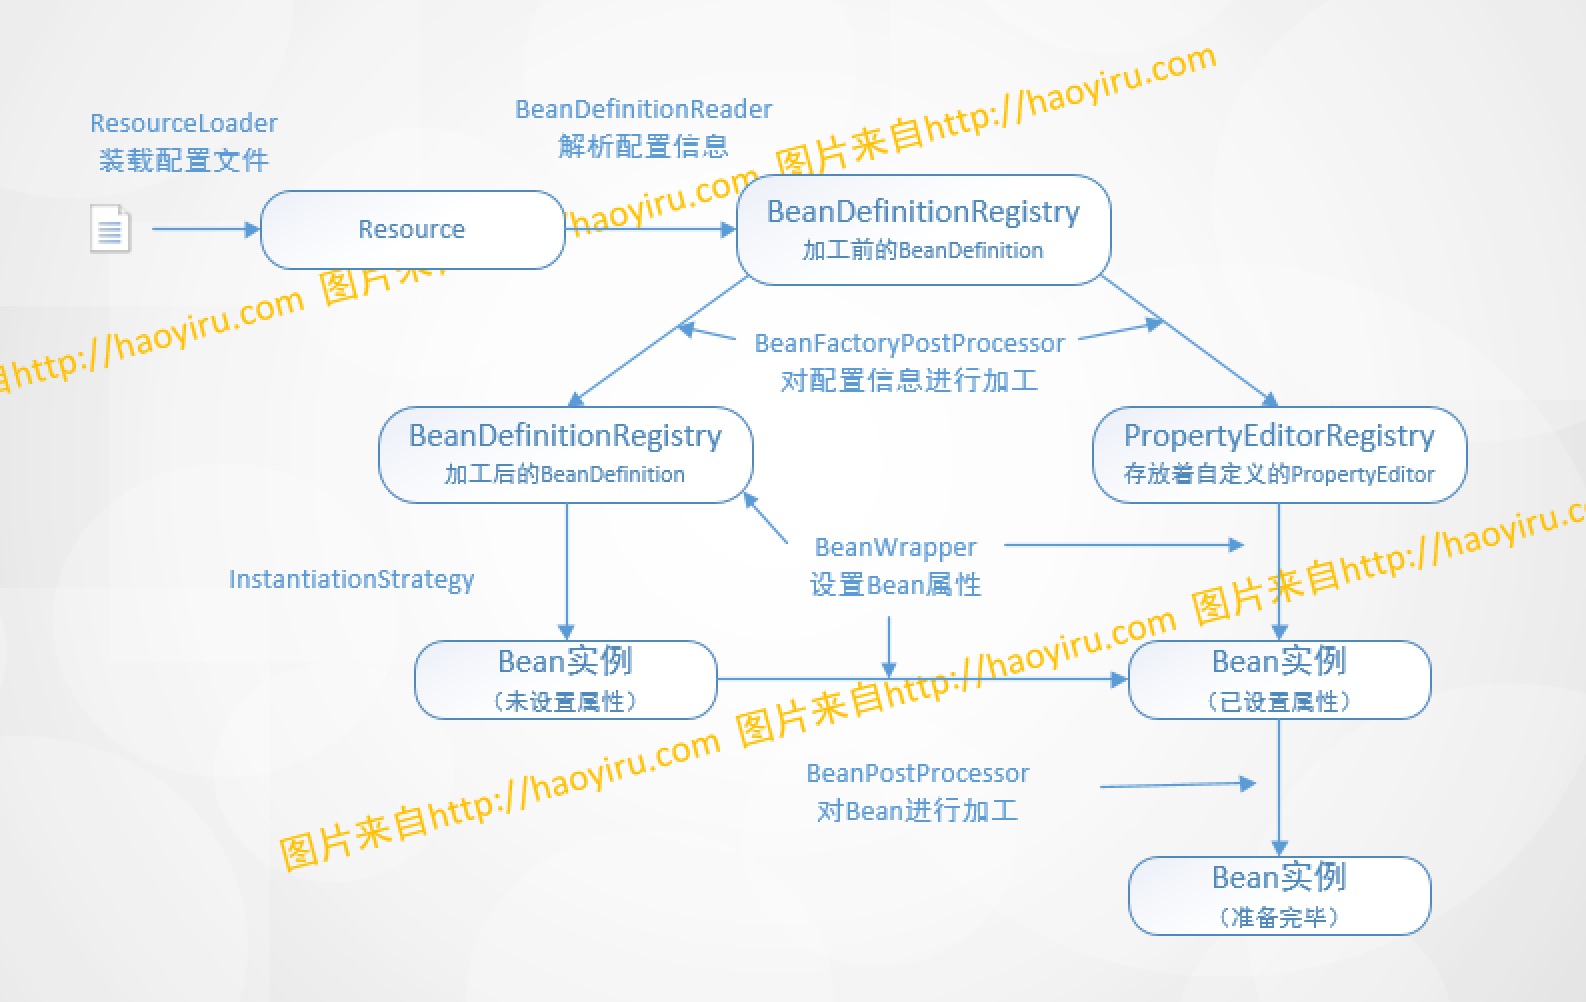 ResourceLoader
装载配置文件
BeanDefinitionReader
解析配置信息
Resource
BeanDefinitionRegistry
加工前的BeanDefinition
BeanFactoryPostProcessor
对配置信息进行加工
BeanDefinitionRegistry
加工后的BeanDefinition
PropertyEditorRegistry
存放着自定义的PropertyEditor
BeanWrapper
设置Bean属性
InstantiationStrategy
Bean实例
（未设置属性）
Bean实例
（已设置属性）
BeanPostProcessor
对Bean进行加工
Bean实例
（准备完毕）
自http://haoyiru.com 图片来 haoyiru.com 图片来自http://haoyiru.com
图片来自http://haoyiru.com 图片来自http://haoyiru.com 图片来自http://haoyiru.co